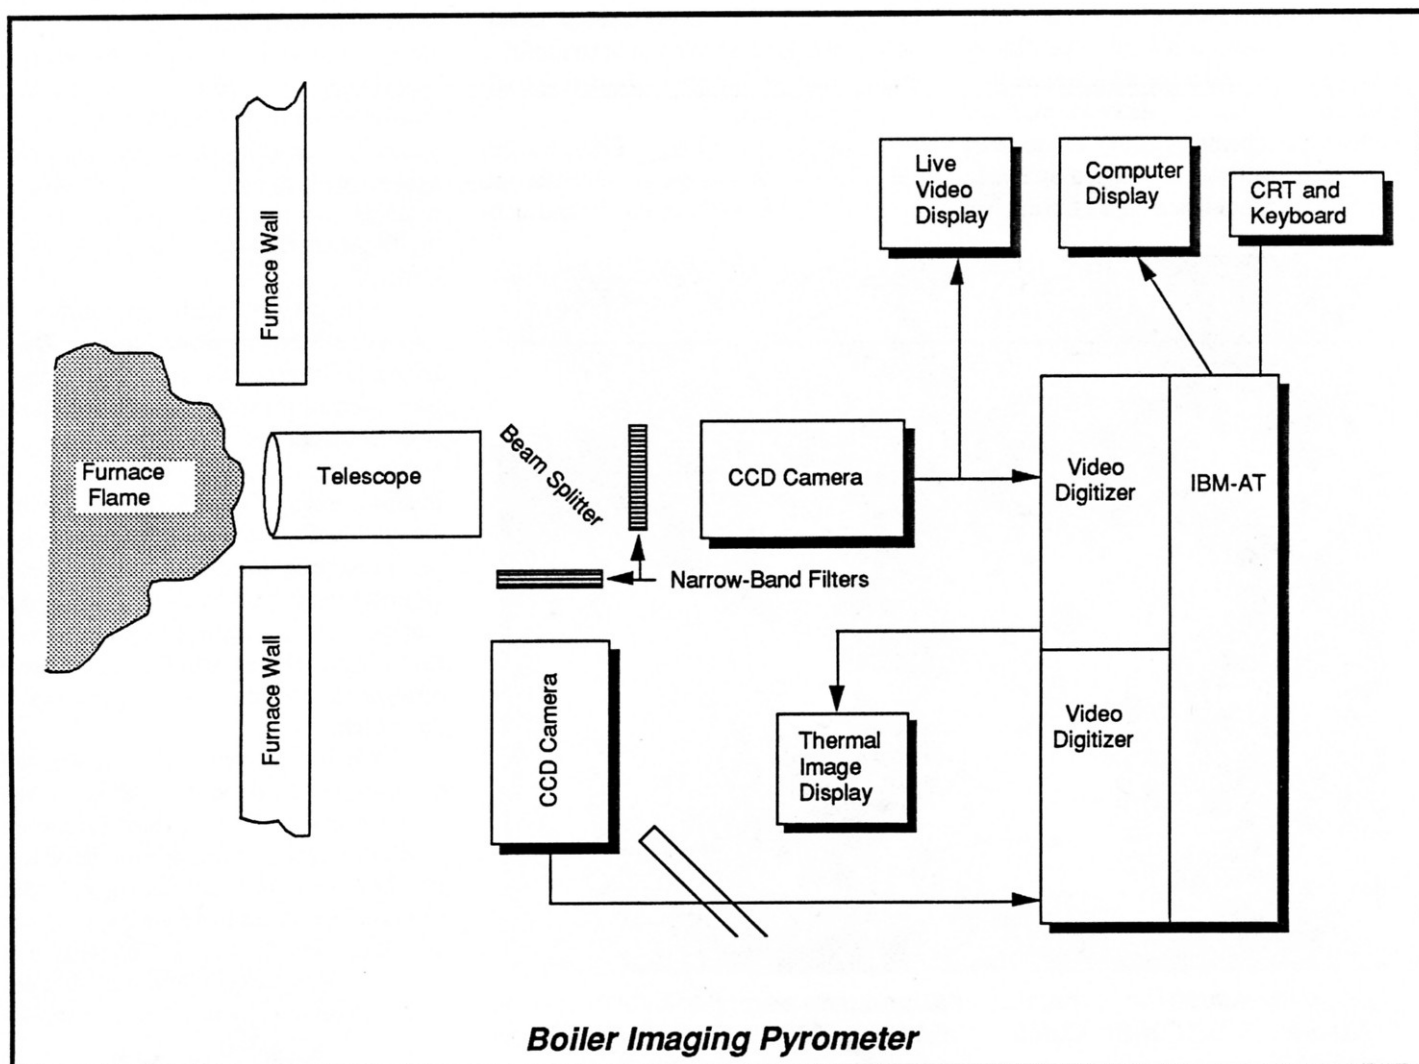 Live
Video
Display
Computer
Display
CRT and
Keyboard
Furnace Wall
Furnace
Flame
Telescope
Beam Splitter
CCD Camera
Video
Digitizer
IBM-AT
Narrow-Band Filters
Furnace Wall
CCD Camera
Thermal
Image
Display
Video
Digitizer
Boiler Imaging Pyrometer